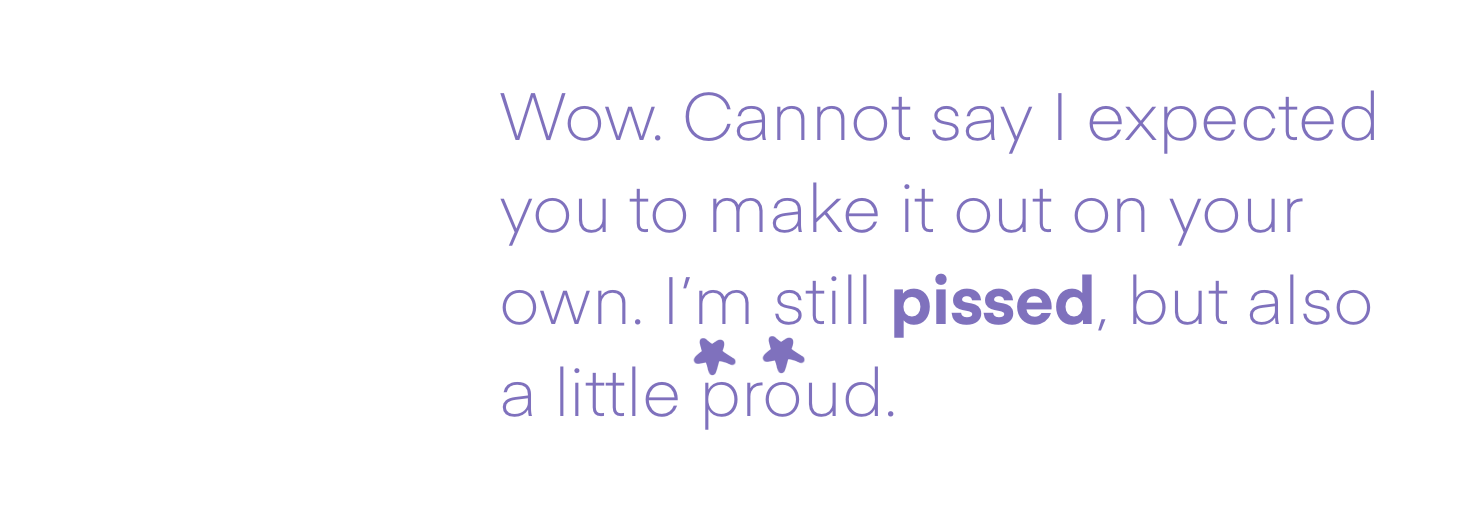 Wow. Cannot say I expected
you to make it out on your
own. I’m still pissed, but also
a little proud.